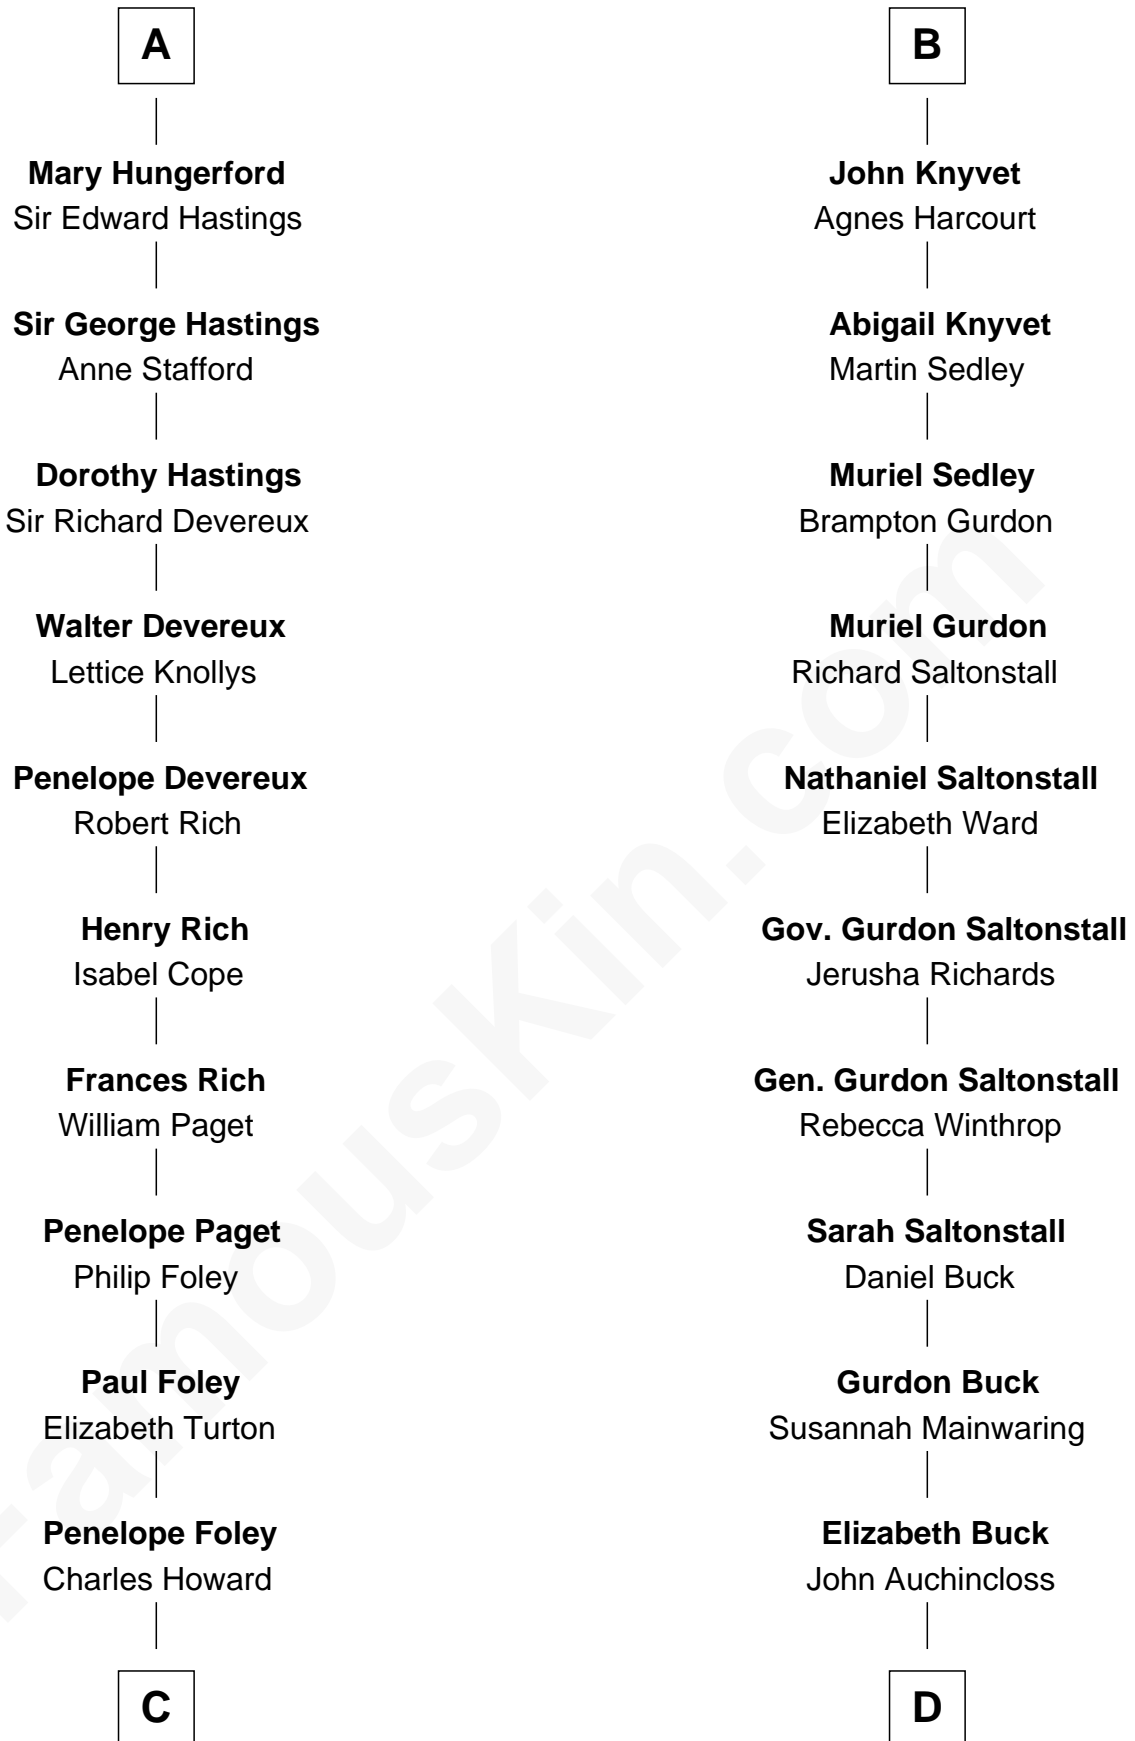 A
Mary Hungerford
Sir Edward Hastings
Sir George Hastings
Anne Stafford
Dorothy Hastings
Sir Richard Devereux
Walter Devereux
Lettice Knollys
Penelope Devereux
Robert Rich
Henry Rich
Isabel Cope
Frances Rich
William Paget
Penelope Paget
Philip Foley
Paul Foley
Elizabeth Turton
Penelope Foley
Charles Howard
C
B
John Knyvet
Agnes Harcourt
Abigail Knyvet
Martin Sedley
Muriel Sedley
Brampton Gurdon
Muriel Gurdon
Richard Saltonstall
Nathaniel Saltonstall
Elizabeth Ward
Gov. Gurdon Saltonstall
Jerusha Richards
Gen. Gurdon Saltonstall
Rebecca Winthrop
Sarah Saltonstall
Daniel Buck
Gurdon Buck
Susannah Mainwaring
Elizabeth Buck
John Auchincloss
D
FamousKin.com